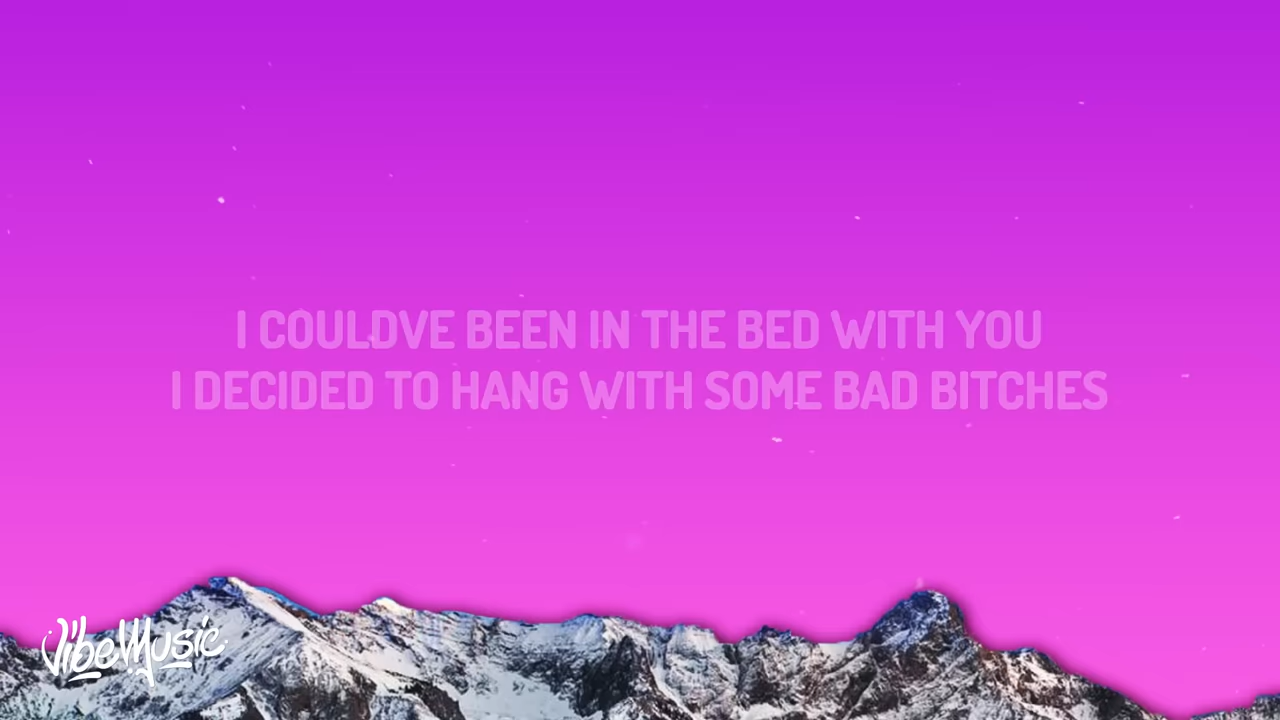 I COULDVE BEEN IN THE BED WITH YOU
I DECIDED TO HANG WITH SOME BAD BITCHES
VibeMusic